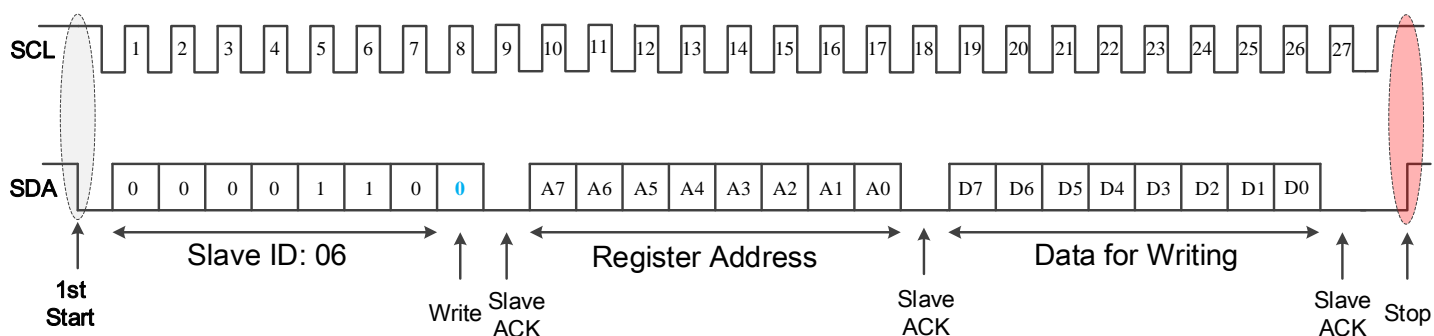 SCL 1 2 3 4 5 6 7 8 9 10 11 12 13 14 15 16 17 18 19 20 21 22 23 24 25 26 27
SDA 0 0 0 0 1 1 0 0 A7 A6 A5 A4 A3 A2 A1 A0 D7 D6 D5 D4 D3 D2 D1 D0
Slave ID: 06
Register Address
Data for Writing
1st
Start
Write
Slave
ACK
Slave
ACK
Slave
ACK
Stop